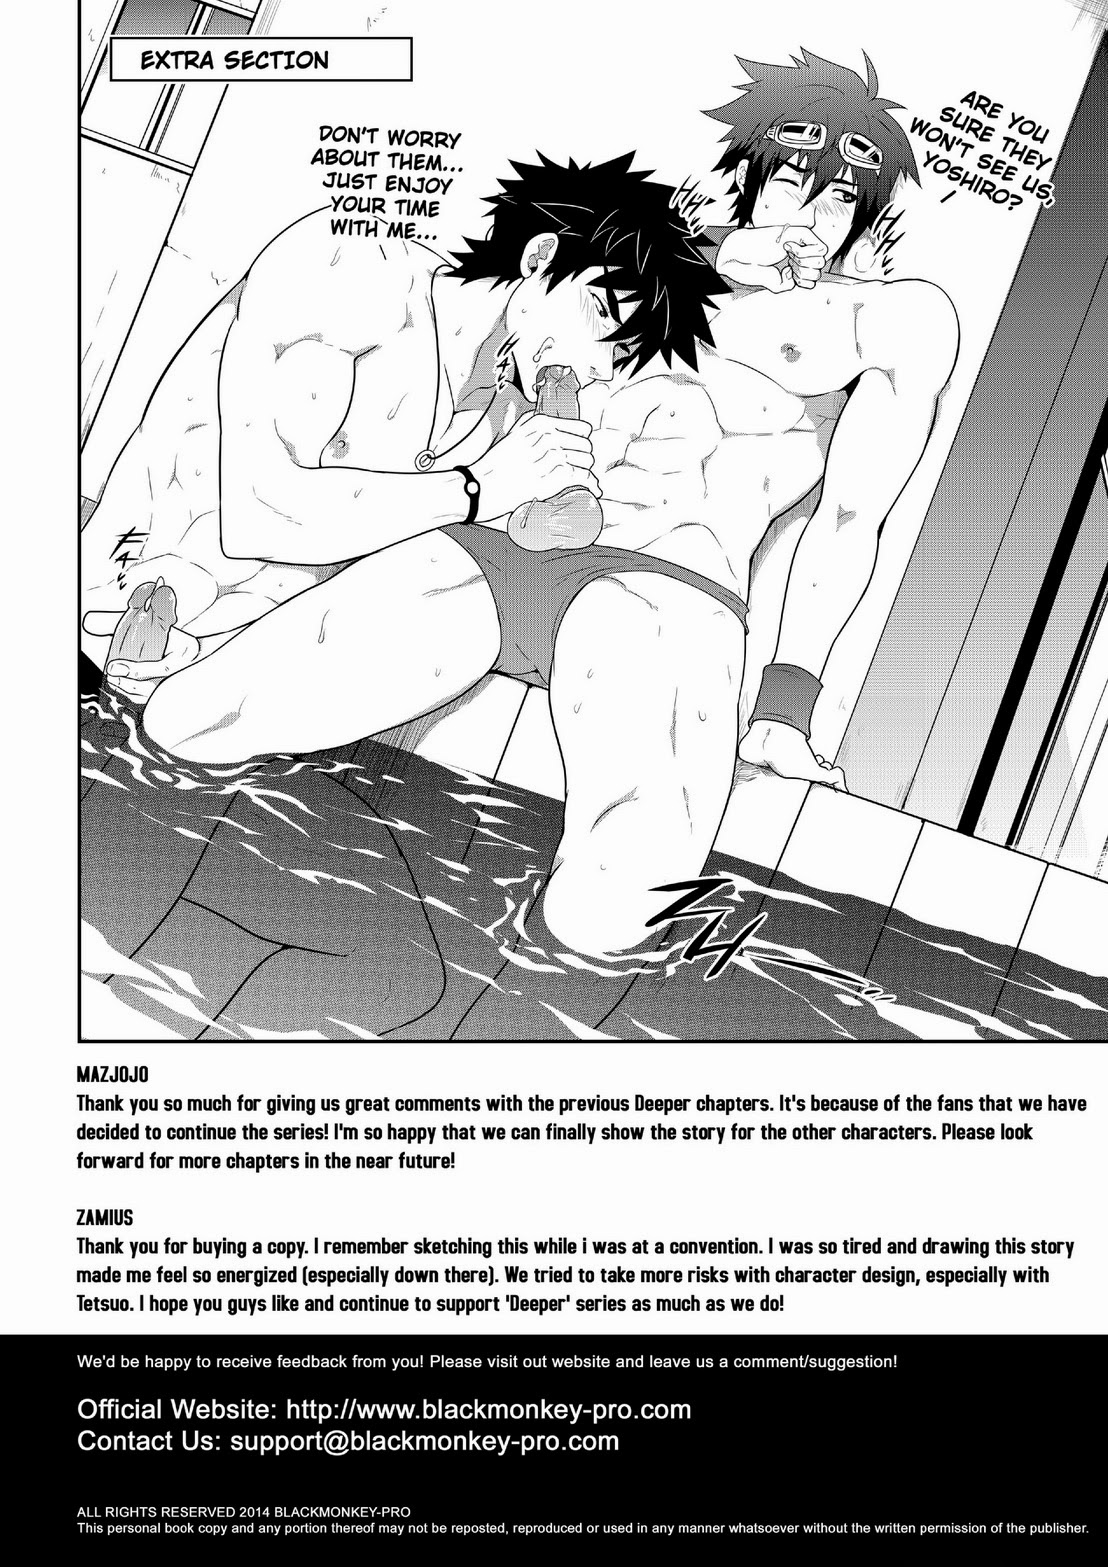 EXTRA SECTION
DON'T WORRY
ABOUT THEM...
JUST ENJOY
YOUR TIME
WITH ME...
ARE YOU
SURE THEY
WON'T SEE US,
YOSHIRO?
MAZJOJO
Thank you so much for giving us great comments with the previous Deeper chapters. It's because of the fans that we have
decided to continue the series! I'm so happy that we can finally show the story for the other characters. Please look
forward for more chapters in the near future!
ZAMIUS
Thank you for buying a copy. I remember sketching this while i was at a convention. I was so tired and drawing this story
made me feel so energized (especially down there). We tried to take more risks with character design, especially with
Tetsuo. I hope you guys like and continue to support 'Deeper' series as much as we do!
We'd be happy to receive feedback from you! Please visit out website and leave us a comment/suggestion!
Official Website: http://www.blackmonkey-pro.com
Contact Us: support@blackmonkey-pro.com
ALL RIGHTS RESERVED 2014 BLACKMONKEY-PRO
This personal book copy and any portion thereof may not be reposted, reproduced or used in any manner whatsoever without the written permission of the publisher.